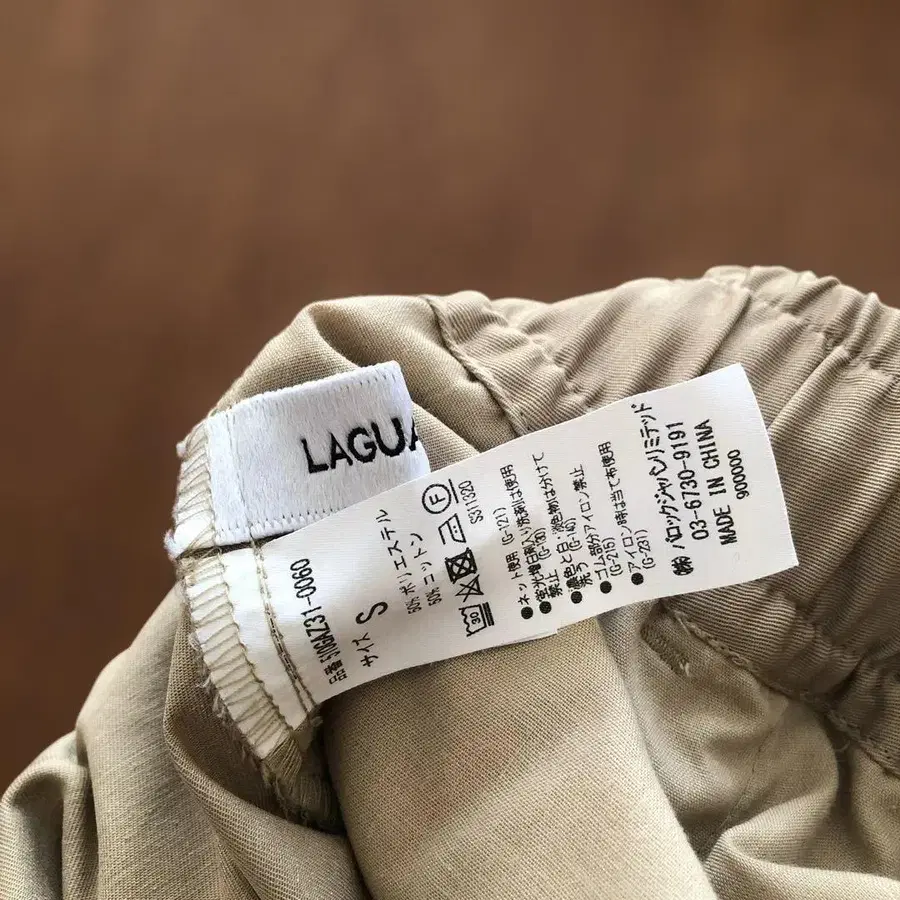 LAGUA
品番 510GAZ31-0060
サイズ S
50% ポリエステル
50% コットン
30
F
SS11320
●ネット使用 (G-121)
●蛍光増白剤入り洗剤は使用
禁止 (G-130)
●濃色と白・淡色物は分けて
洗う (G-140)
●ゴム部分アイロン禁止
(G-215)
●アイロン時は当て布使用
(G-231)
㈱バロックジャパンリミテッド
03-6730-9191
MADE IN CHINA
900000